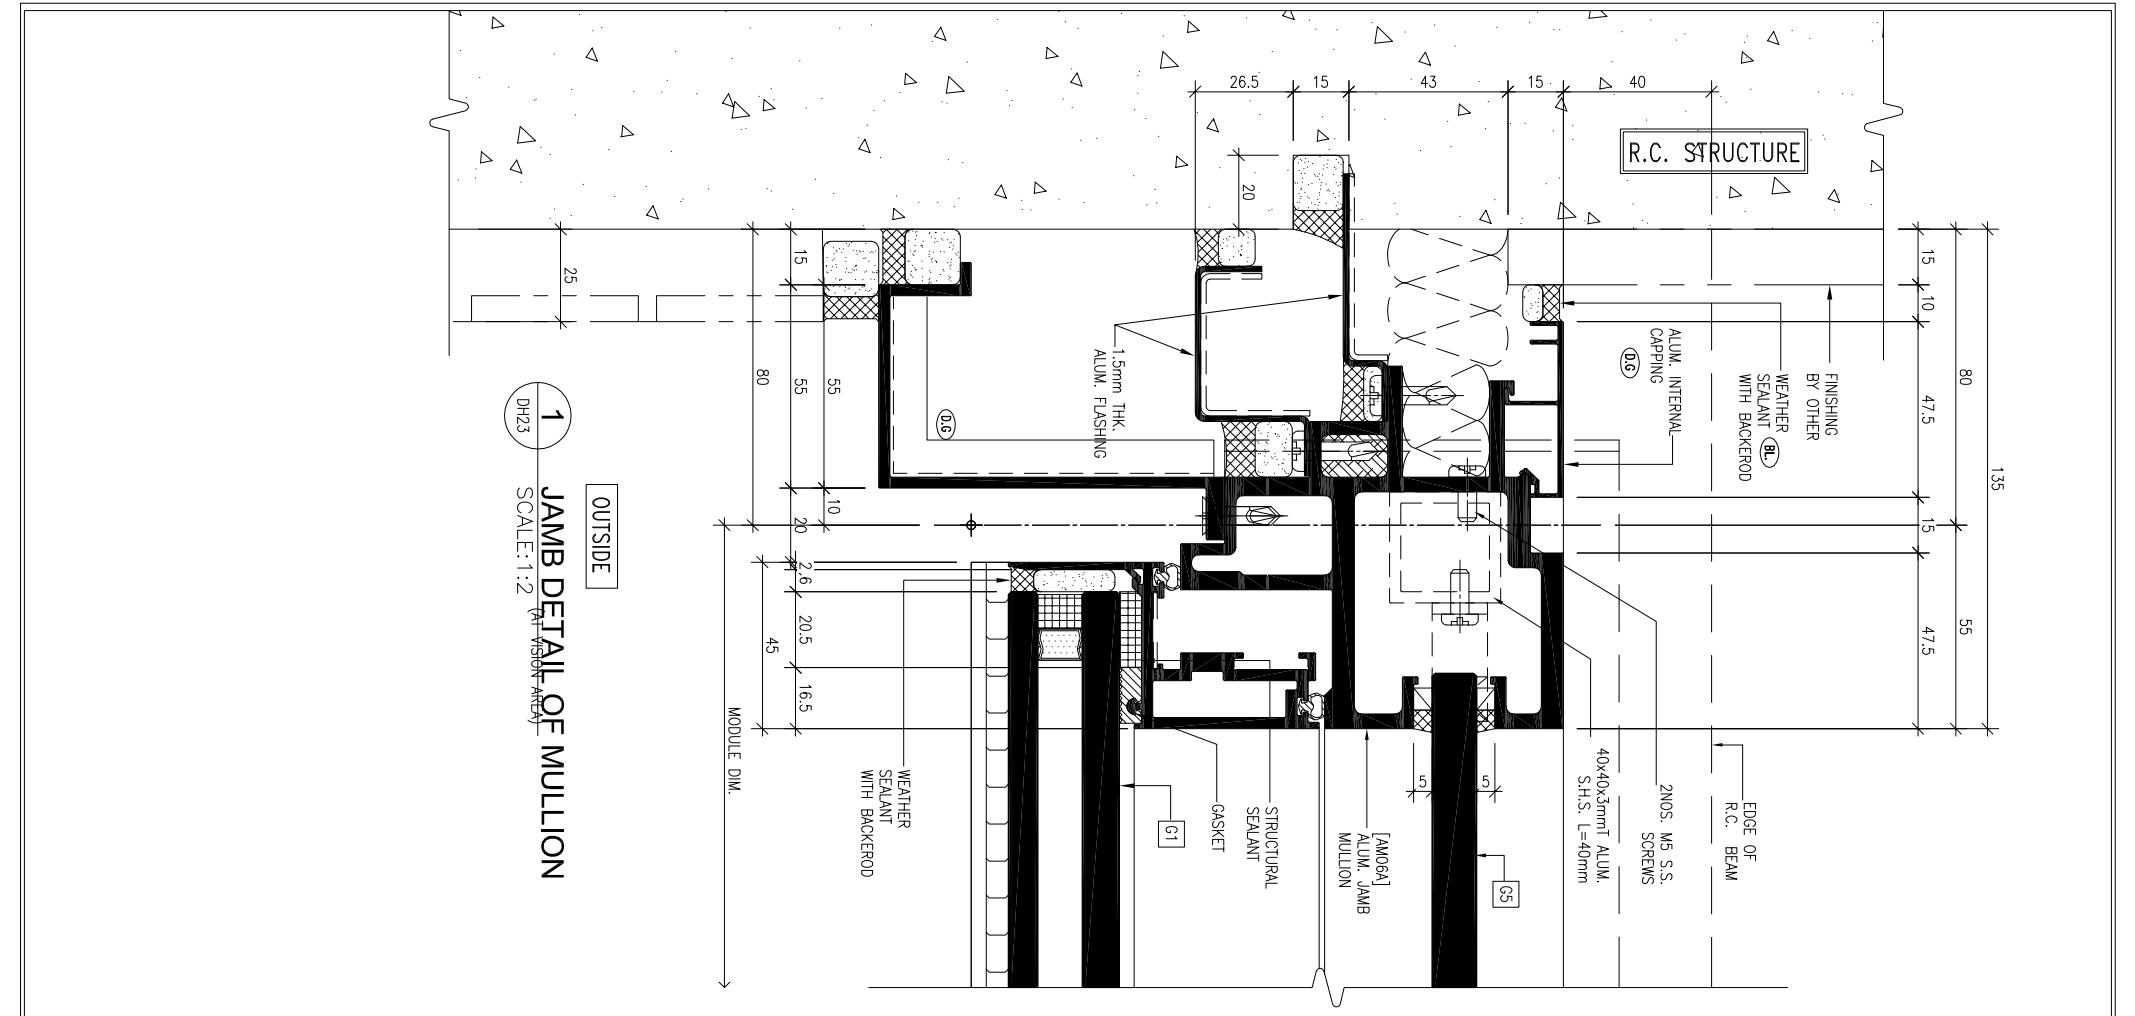 26.5
15
43
15
40
R.C. STRUCTURE
20
25
15
55
55
80
10
20
2.6
20.5
16.5
45
MODULE DIM.
15
10
47.5
15
47.5
80
55
135
5
5
1.5mm THK.
ALUM. FLASHING
D.G
ALUM. INTERNAL
CAPPING
D.G
WEATHER
SEALANT BL.
WITH BACKEROD
FINISHING
BY OTHER
EDGE OF
R.C. BEAM
2NOS. M5 S.S.
SCREWS
40x40x3mmT ALUM.
S.H.S. L=40mm
G5
[AM06A]
ALUM. JAMB
MULLION
STRUCTURAL
SEALANT
GASKET
G1
WEATHER
SEALANT
WITH BACKEROD
OUTSIDE
1
DH23
JAMB DETAIL OF MULLION
SCALE:1:2 (AT VISION AREA)